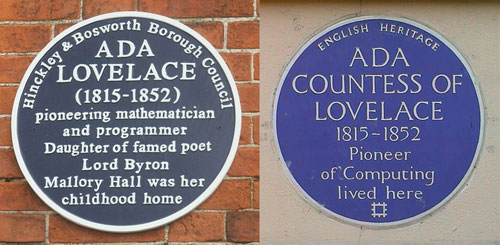 Hinckley & Bosworth Borough Council
ADA
LOVELACE
(1815-1852)
pioneering mathematician
and programmer
Daughter of famed poet
Lord Byron
Mallory Hall was her
childhood home
ENGLISH HERITAGE
ADA
COUNTESS OF
LOVELACE
1815~1852
Pioneer
of Computing
lived here